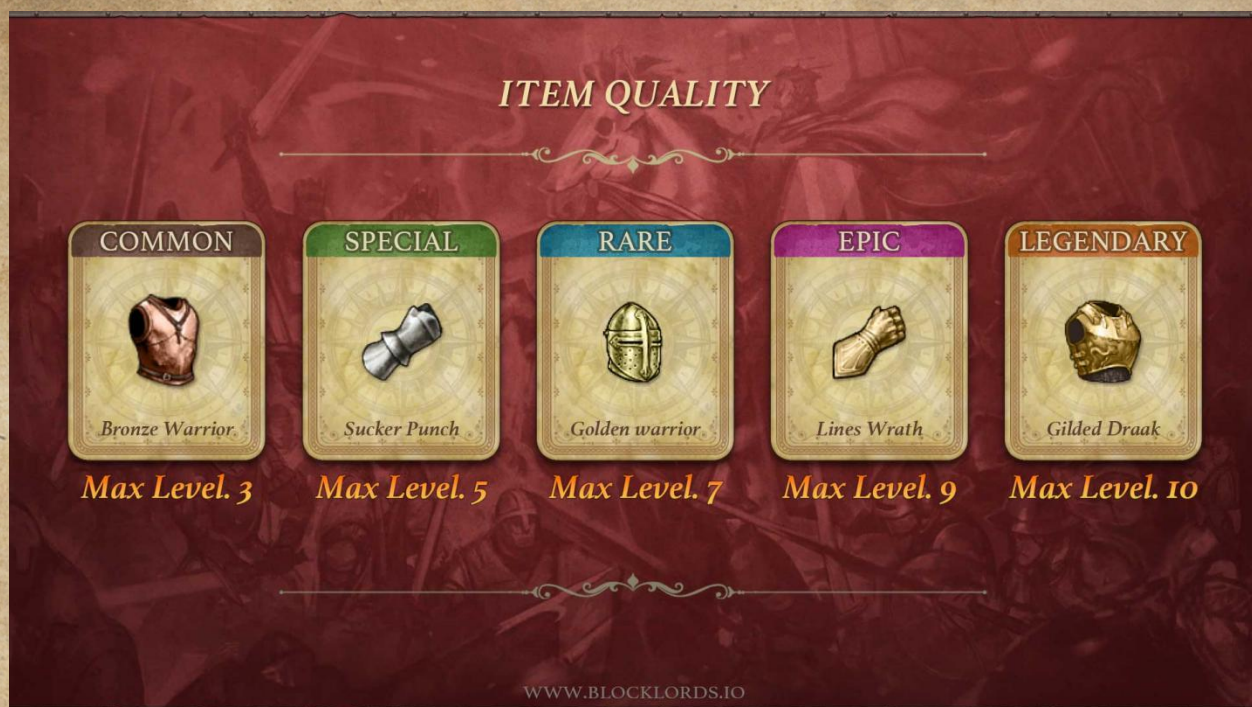 ITEM QUALITY
COMMON
SPECIAL
RARE
EPIC
LEGENDARY
Bronze Warrior
Sucker Punch
Golden warrior
Lines Wrath
Gilded Draak
Max Level. 3
Max Level. 5
Max Level. 7
Max Level. 9
Max Level. 10
WWW.BLOCKLORDS.IO